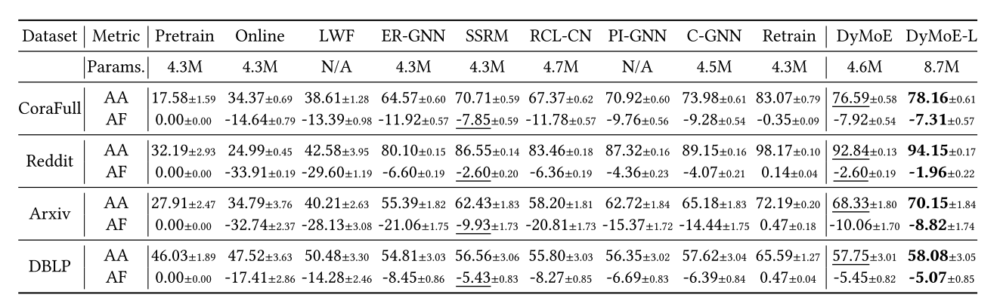 Dataset Metric Pretrain Online LWF ER-GNN SSRM RCL-CN PI-GNN C-GNN Retrain DyMoE DyMoE-L
Params. 4.3M 4.3M N/A 4.3M 4.3M 4.7M N/A 4.5M 4.3M 4.6M 8.7M
CoraFull AA 17.58±1.59 34.37±0.69 38.61±1.28 64.57±0.60 70.71±0.59 67.37±0.62 70.92±0.60 73.98±0.61 83.07±0.79 76.59±0.58 78.16±0.61
AF 0.00±0.00 -14.64±0.79 -13.39±0.98 -11.92±0.57 -7.85±0.59 -11.78±0.57 -9.76±0.56 -9.28±0.54 -0.35±0.09 -7.92±0.54 -7.31±0.57
Reddit AA 32.19±2.93 24.99±0.45 42.58±3.95 80.10±0.15 86.55±0.14 83.46±0.18 87.32±0.16 89.15±0.16 98.17±0.10 92.84±0.13 94.15±0.17
AF 0.00±0.00 -33.91±0.19 -29.60±1.19 -6.60±0.19 -2.60±0.20 -6.36±0.19 -4.36±0.23 -4.07±0.21 0.14±0.04 -2.60±0.19 -1.96±0.22
Arxiv AA 27.91±2.47 34.79±3.76 40.21±2.63 55.39±1.82 62.43±1.83 58.20±1.81 62.72±1.84 65.18±1.83 72.19±0.20 68.33±1.80 70.15±1.84
AF 0.00±0.00 -32.74±2.37 -28.13±3.08 -21.06±1.75 -9.93±1.73 -20.81±1.73 -15.37±1.72 -14.44±1.75 0.47±0.18 -10.06±1.70 -8.82±1.74
DBLP AA 46.03±1.89 47.52±3.63 50.48±3.30 54.81±3.03 56.56±3.06 55.80±3.03 56.35±3.02 57.62±3.04 65.59±1.27 57.75±3.01 58.08±3.05
AF 0.00±0.00 -17.41±2.86 -14.28±2.46 -8.45±0.86 -5.43±0.83 -8.27±0.85 -6.69±0.83 -6.39±0.84 0.47±0.04 -5.45±0.82 -5.07±0.85